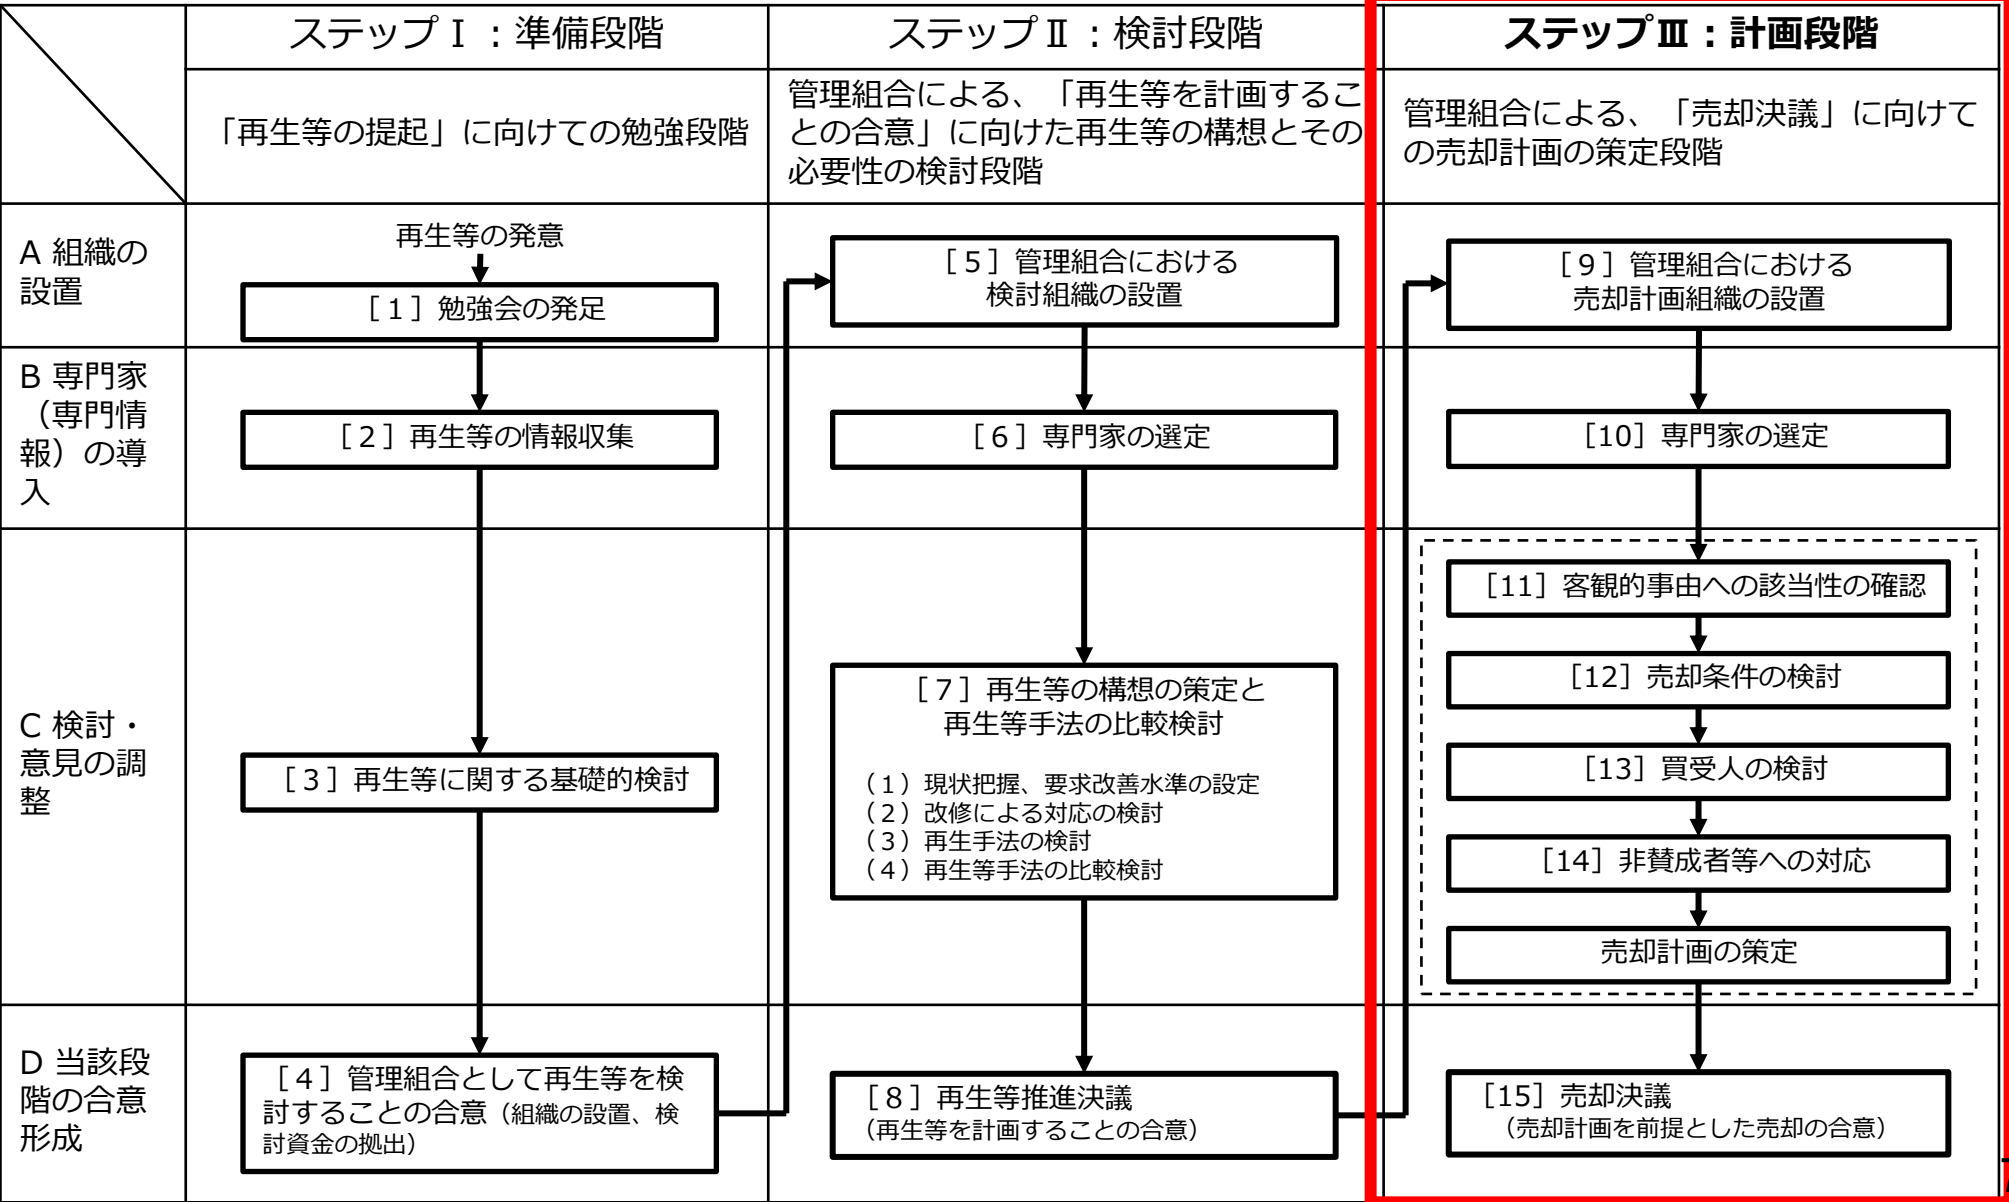 ステップⅠ：準備段階
ステップⅡ：検討段階
ステップⅢ：計画段階
「再生等の提起」に向けての勉強段階
管理組合による、「再生等を計画するこ
との合意」に向けた再生等の構想とその
必要性の検討段階
管理組合による、「売却決議」に向けて
の売却計画の策定段階
A 組織の
設置
再生等の発意
［１］勉強会の発足
［５］管理組合における
検討組織の設置
［９］管理組合における
売却計画組織の設置
B 専門家
（専門情
報）の導
入
［２］再生等の情報収集
［６］専門家の選定
［10］専門家の選定
C 検討・
意見の調
整
［３］再生等に関する基礎的検討
［７］再生等の構想の策定と
再生等手法の比較検討
（１）現状把握、要求改善水準の設定
（２）改修による対応の検討
（３）再生手法の検討
（４）再生等手法の比較検討
［11］客観的事由への該当性の確認
［12］売却条件の検討
［13］買受人の検討
［14］非賛成者等への対応
売却計画の策定
D 当該段
階の合意
形成
［４］管理組合として再生等を検
討することの合意（組織の設置、検
討資金の拠出）
［８］再生等推進決議
（再生等を計画することの合意）
［15］売却決議
（売却計画を前提とした売却の合意）